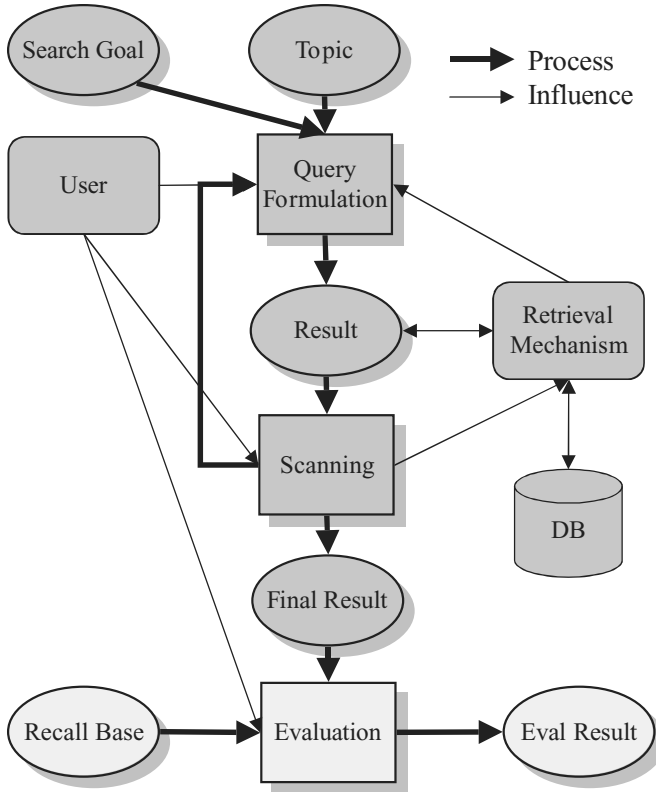 Search Goal
Topic
Process
Influence
User
Query
Formulation
Result
Retrieval
Mechanism
Scanning
DB
Final Result
Recall Base
Evaluation
Eval Result